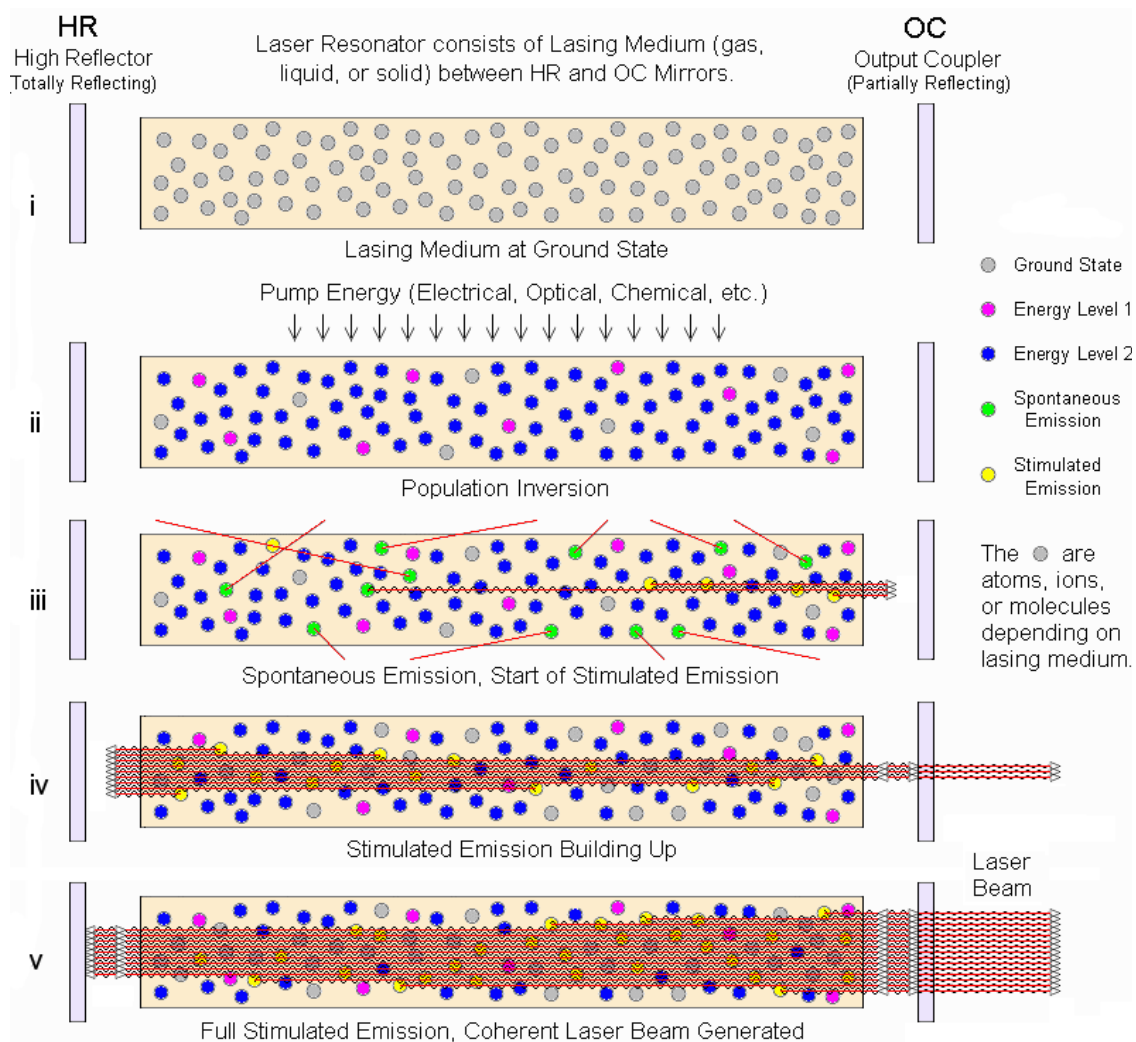 HR
High Reflector
(Totally Reflecting)
Laser Resonator consists of Lasing Medium (gas,
liquid, or solid) between HR and OC Mirrors.
OC
Output Coupler
(Partially Reflecting)
i
Lasing Medium at Ground State
Pump Energy (Electrical, Optical, Chemical, etc.)
Ground State
Energy Level 1
Energy Level 2
Spontaneous
Emission
Stimulated
Emission
ii
Population Inversion
iii
The are
atoms, ions,
or molecules
depending on
lasing medium.
Spontaneous Emission, Start of Stimulated Emission
iv
Stimulated Emission Building Up
Laser
Beam
v
Full Stimulated Emission, Coherent Laser Beam Generated